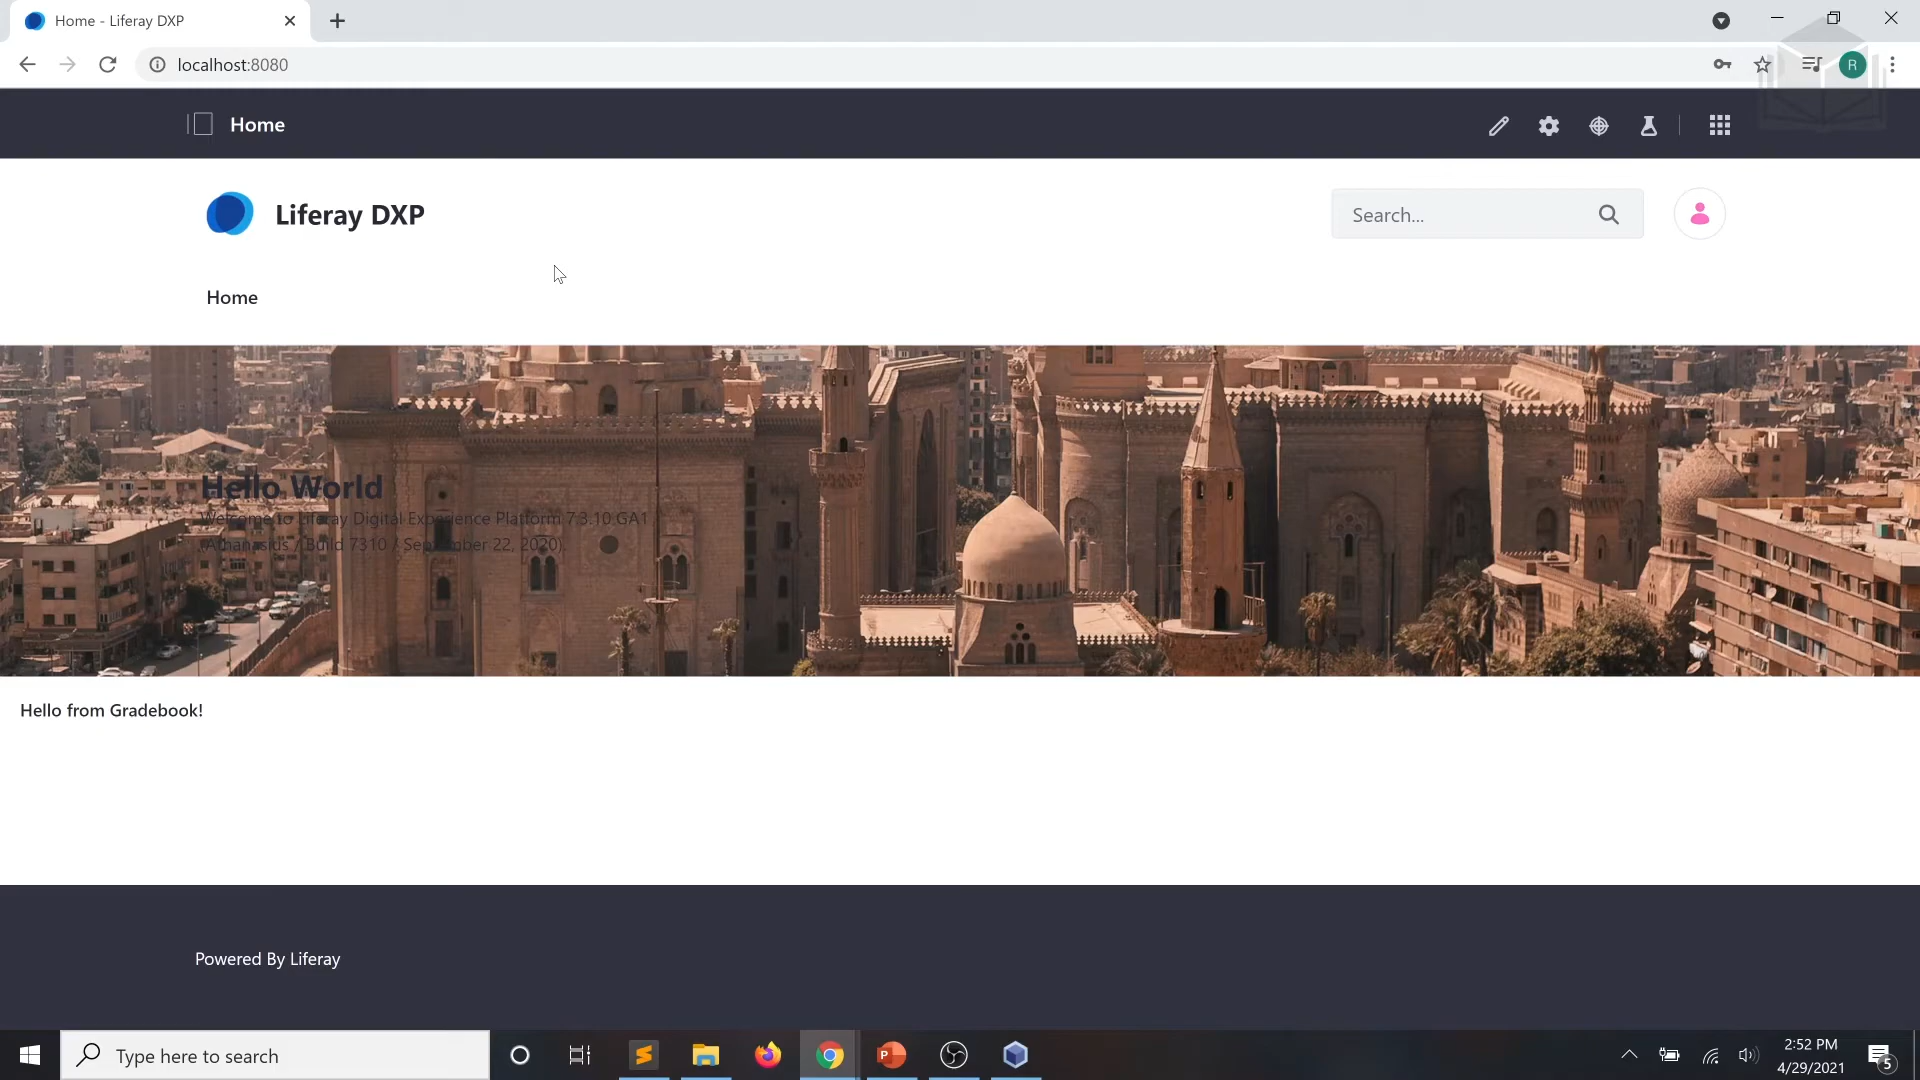 Home - Liferay DXP
localhost:8080
R
Home
Liferay DXP
Search...
Home
Hello World
Welcome to Liferay Digital Experience Platform 7.3.10 GA1
(Athanasius / Build 7310 / September 22, 2020).
Hello from Gradebook!
Powered By Liferay
Type here to search
P
2:52 PM
4/29/2021
5